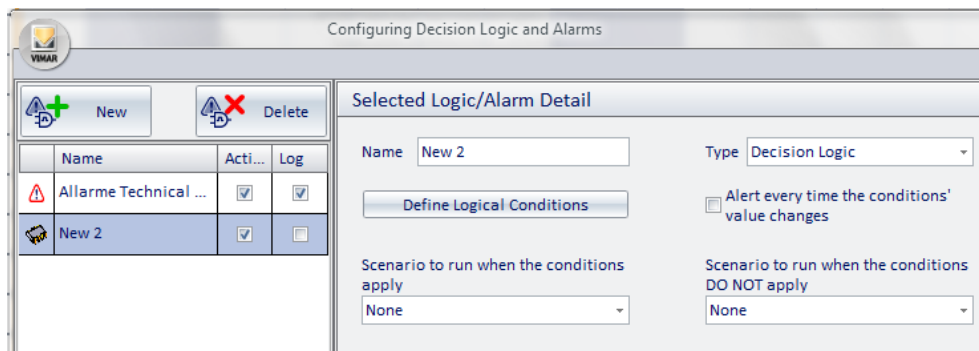 Configuring Decision Logic and Alarms
VIMAR
New
Delete
Name
Acti...
Log
Allarme Technical ...
New 2
Selected Logic/Alarm Detail
Name
New 2
Type
Decision Logic
Define Logical Conditions
Alert every time the conditions'
value changes
Scenario to run when the conditions
apply
None
Scenario to run when the conditions
DO NOT apply
None